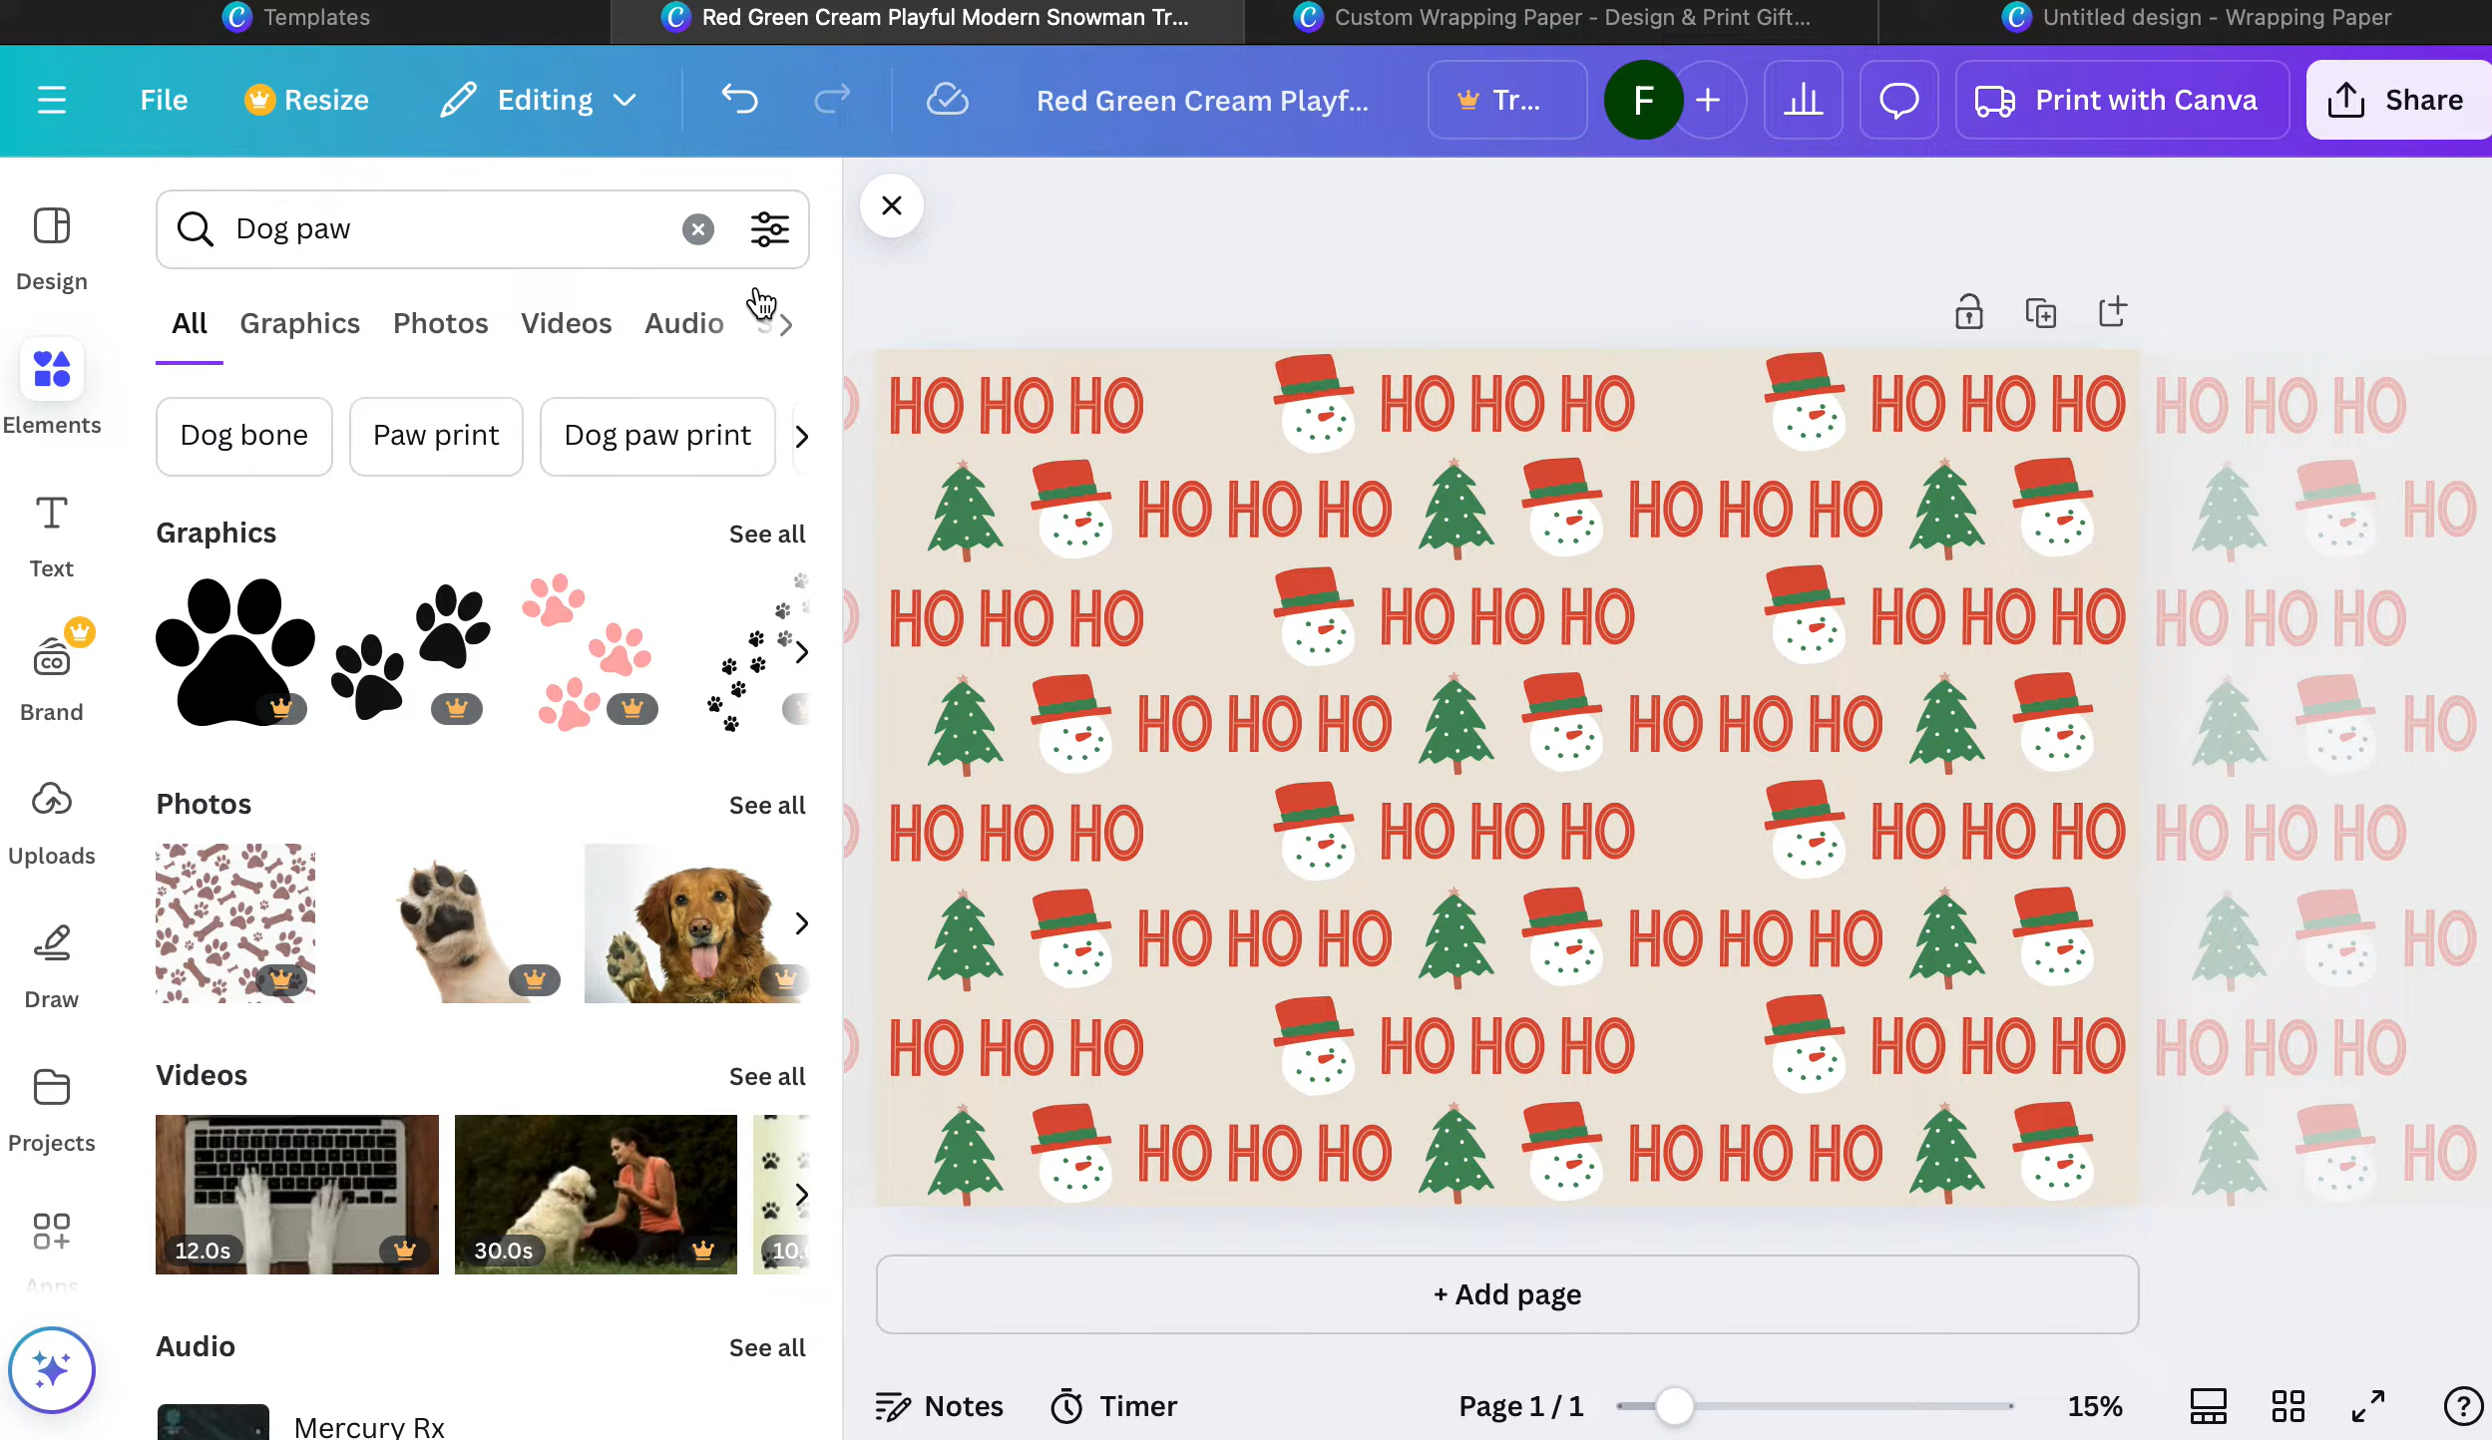 Templates
Red Green Cream Playful Modern Snowman Tr...
Custom Wrapping Paper - Design & Print Gift...
Untitled design - Wrapping Paper
File
Resize
Editing
Red Green Cream Playf...
Tr...
F
Print with Canva
Share
Design
Elements
Text
Brand
Uploads
Draw
Projects
Apps
Dog paw
All
Graphics
Photos
Videos
Audio
Dog bone
Paw print
Dog paw print
Graphics
See all
Photos
See all
Videos
See all
12.0s
30.0s
Audio
See all
Mercury Rx
HO HO HO HO HO HO HO HO HO HO HO HO
HO HO HO HO HO HO HO
HO HO HO HO HO HO HO HO HO HO HO HO
HO HO HO HO HO HO HO
HO HO HO HO HO HO HO HO HO HO HO HO
HO HO HO HO HO HO HO
HO HO HO HO HO HO HO HO HO HO HO HO
HO HO HO HO HO HO HO
+ Add page
Notes
Timer
Page 1 / 1
15%
?